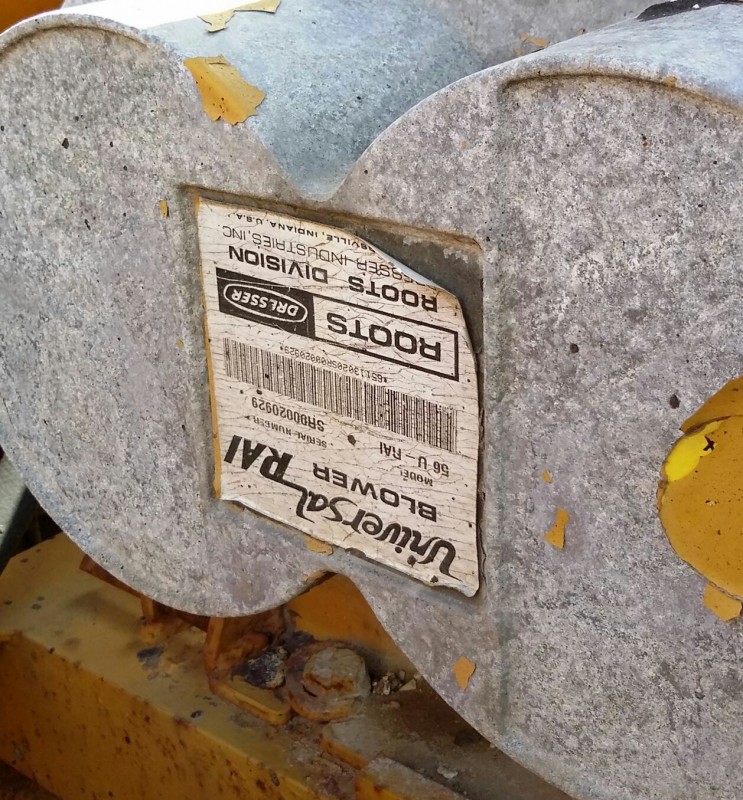 Universal RAI
BLOWER
MODEL SERIAL NUMBER
56 U-RAI SR00020929
ROOTS DRESSER
ROOTS DIVISION
INDUSTRIES, INC
INDIANA, U.S.A.